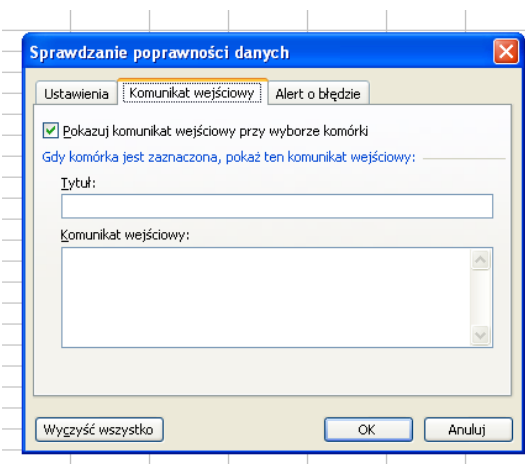 Sprawdzanie poprawności danych
Ustawienia Komunikat wejściowy Alert o błędzie
Pokazuj komunikat wejściowy przy wyborze komórki
Gdy komórka jest zaznaczona, pokaż ten komunikat wejściowy:
Tytuł:
Komunikat wejściowy:
Wyczyść wszystko OK Anuluj